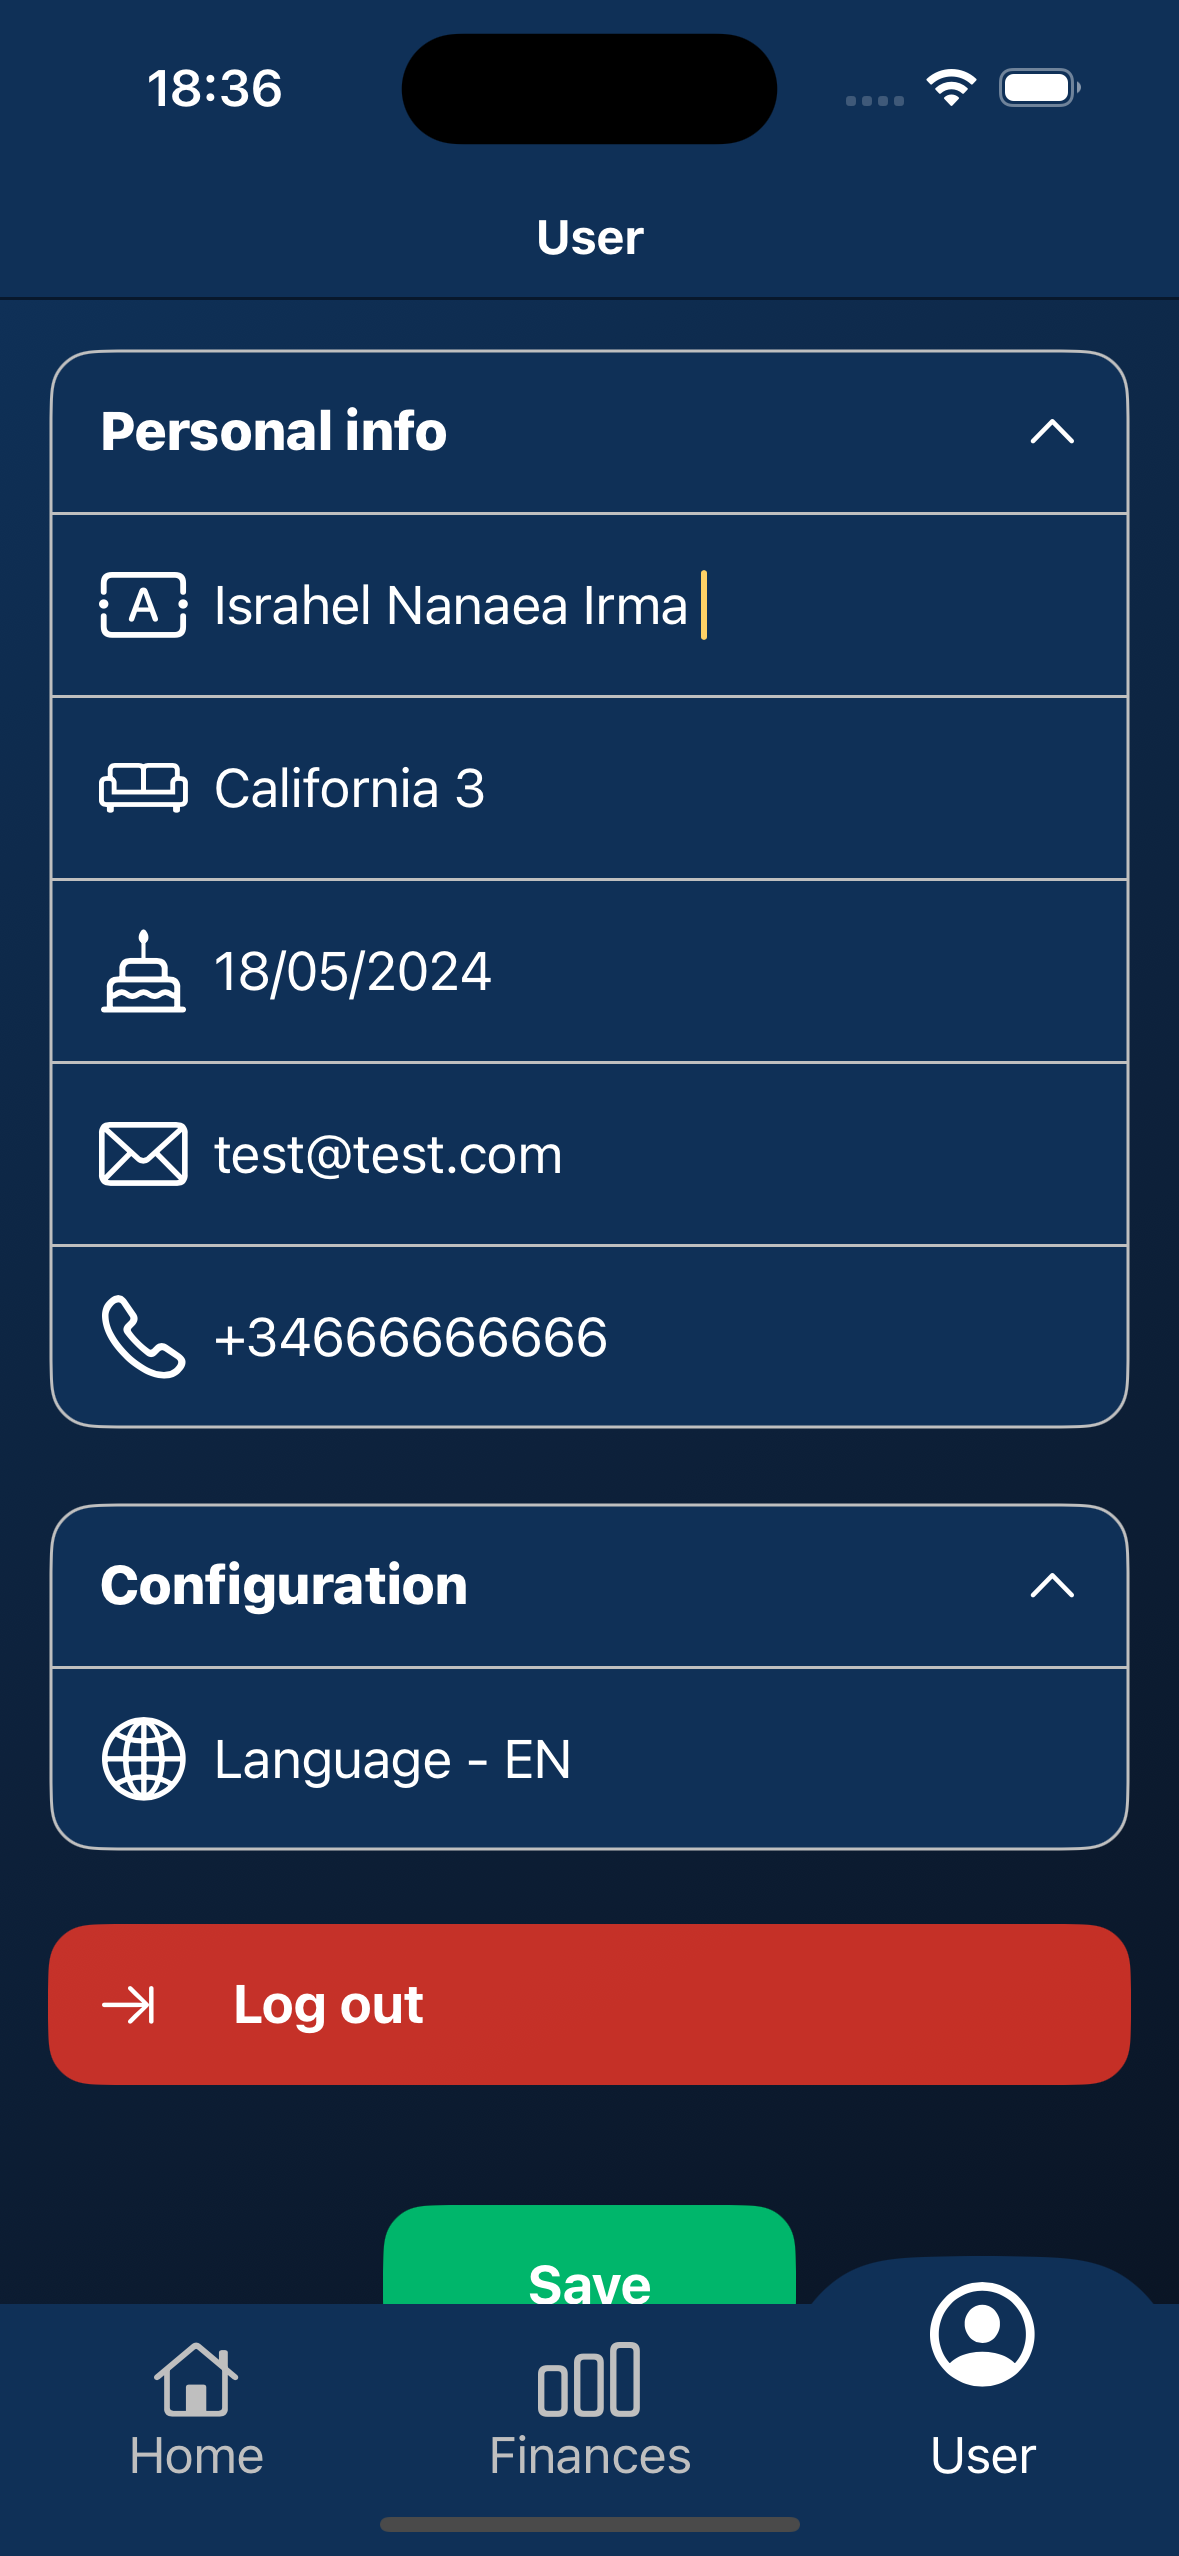 18:36
User
Personal info
A
Israhel Nanaea Irma
California 3
18/05/2024
test@test.com
+34666666666
Configuration
Language - EN
Log out
Save
Home
Finances
User